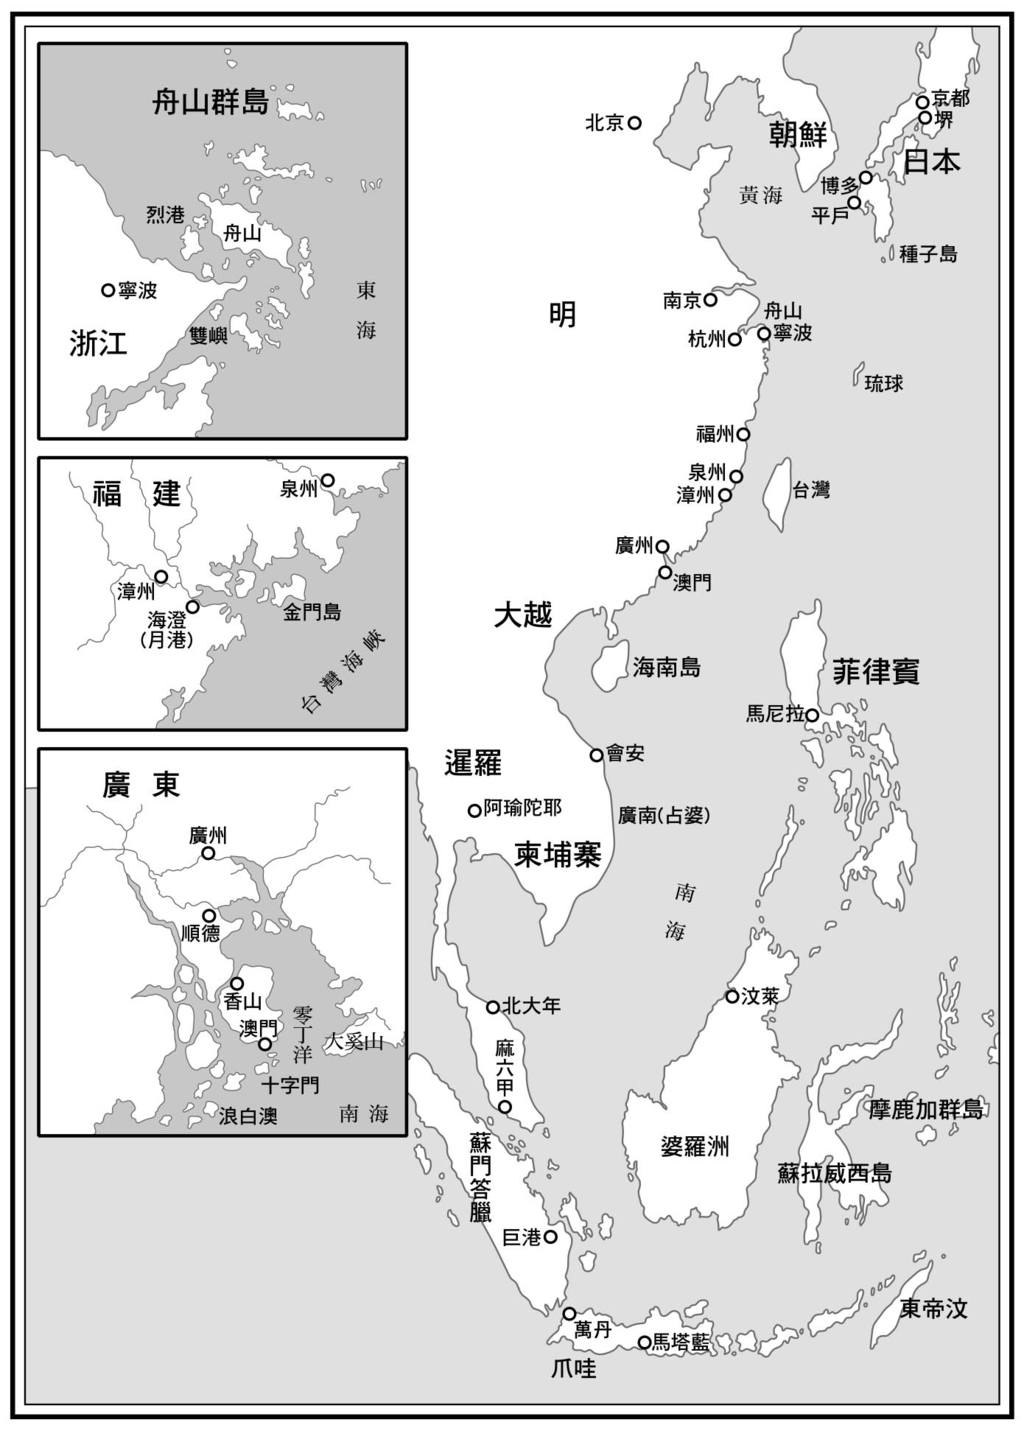 舟山群島
烈港
舟山
寧波
東海
浙江
雙嶼
福建
泉州
漳州
海澄
(月港)
金門島
台灣海峽
廣東
廣州
順德
香山
澳門
零丁洋
大奚山
十字門
浪白澳
南海
北京
朝鮮
京都
堺
日本
博多
平戶
黃海
種子島
明
南京
舟山
杭州
寧波
琉球
福州
泉州
漳州
台灣
廣州
澳門
大越
海南島
菲律賓
馬尼拉
暹羅
會安
阿瑜陀耶
廣南(占婆)
柬埔寨
南海
北大年
汶萊
麻六甲
摩鹿加群島
婆羅洲
蘇拉威西島
蘇門答臘
巨港
東帝汶
萬丹
馬塔藍
爪哇